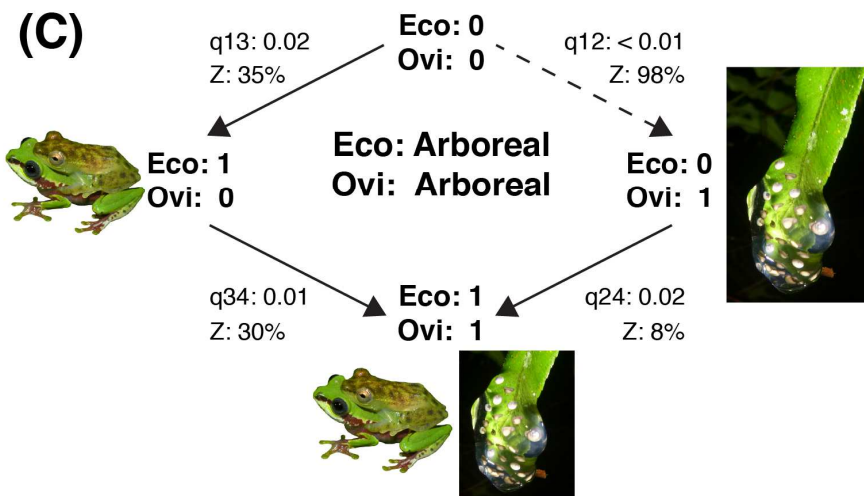 (C)
q13: 0.02
Z: 35%
Eco: 0
Ovi: 0
q12: < 0.01
Z: 98%
Eco: 1
Ovi: 0
Eco: Arboreal
Ovi: Arboreal
Eco: 0
Ovi: 1
q34: 0.01
Z: 30%
Eco: 1
Ovi: 1
q24: 0.02
Z: 8%